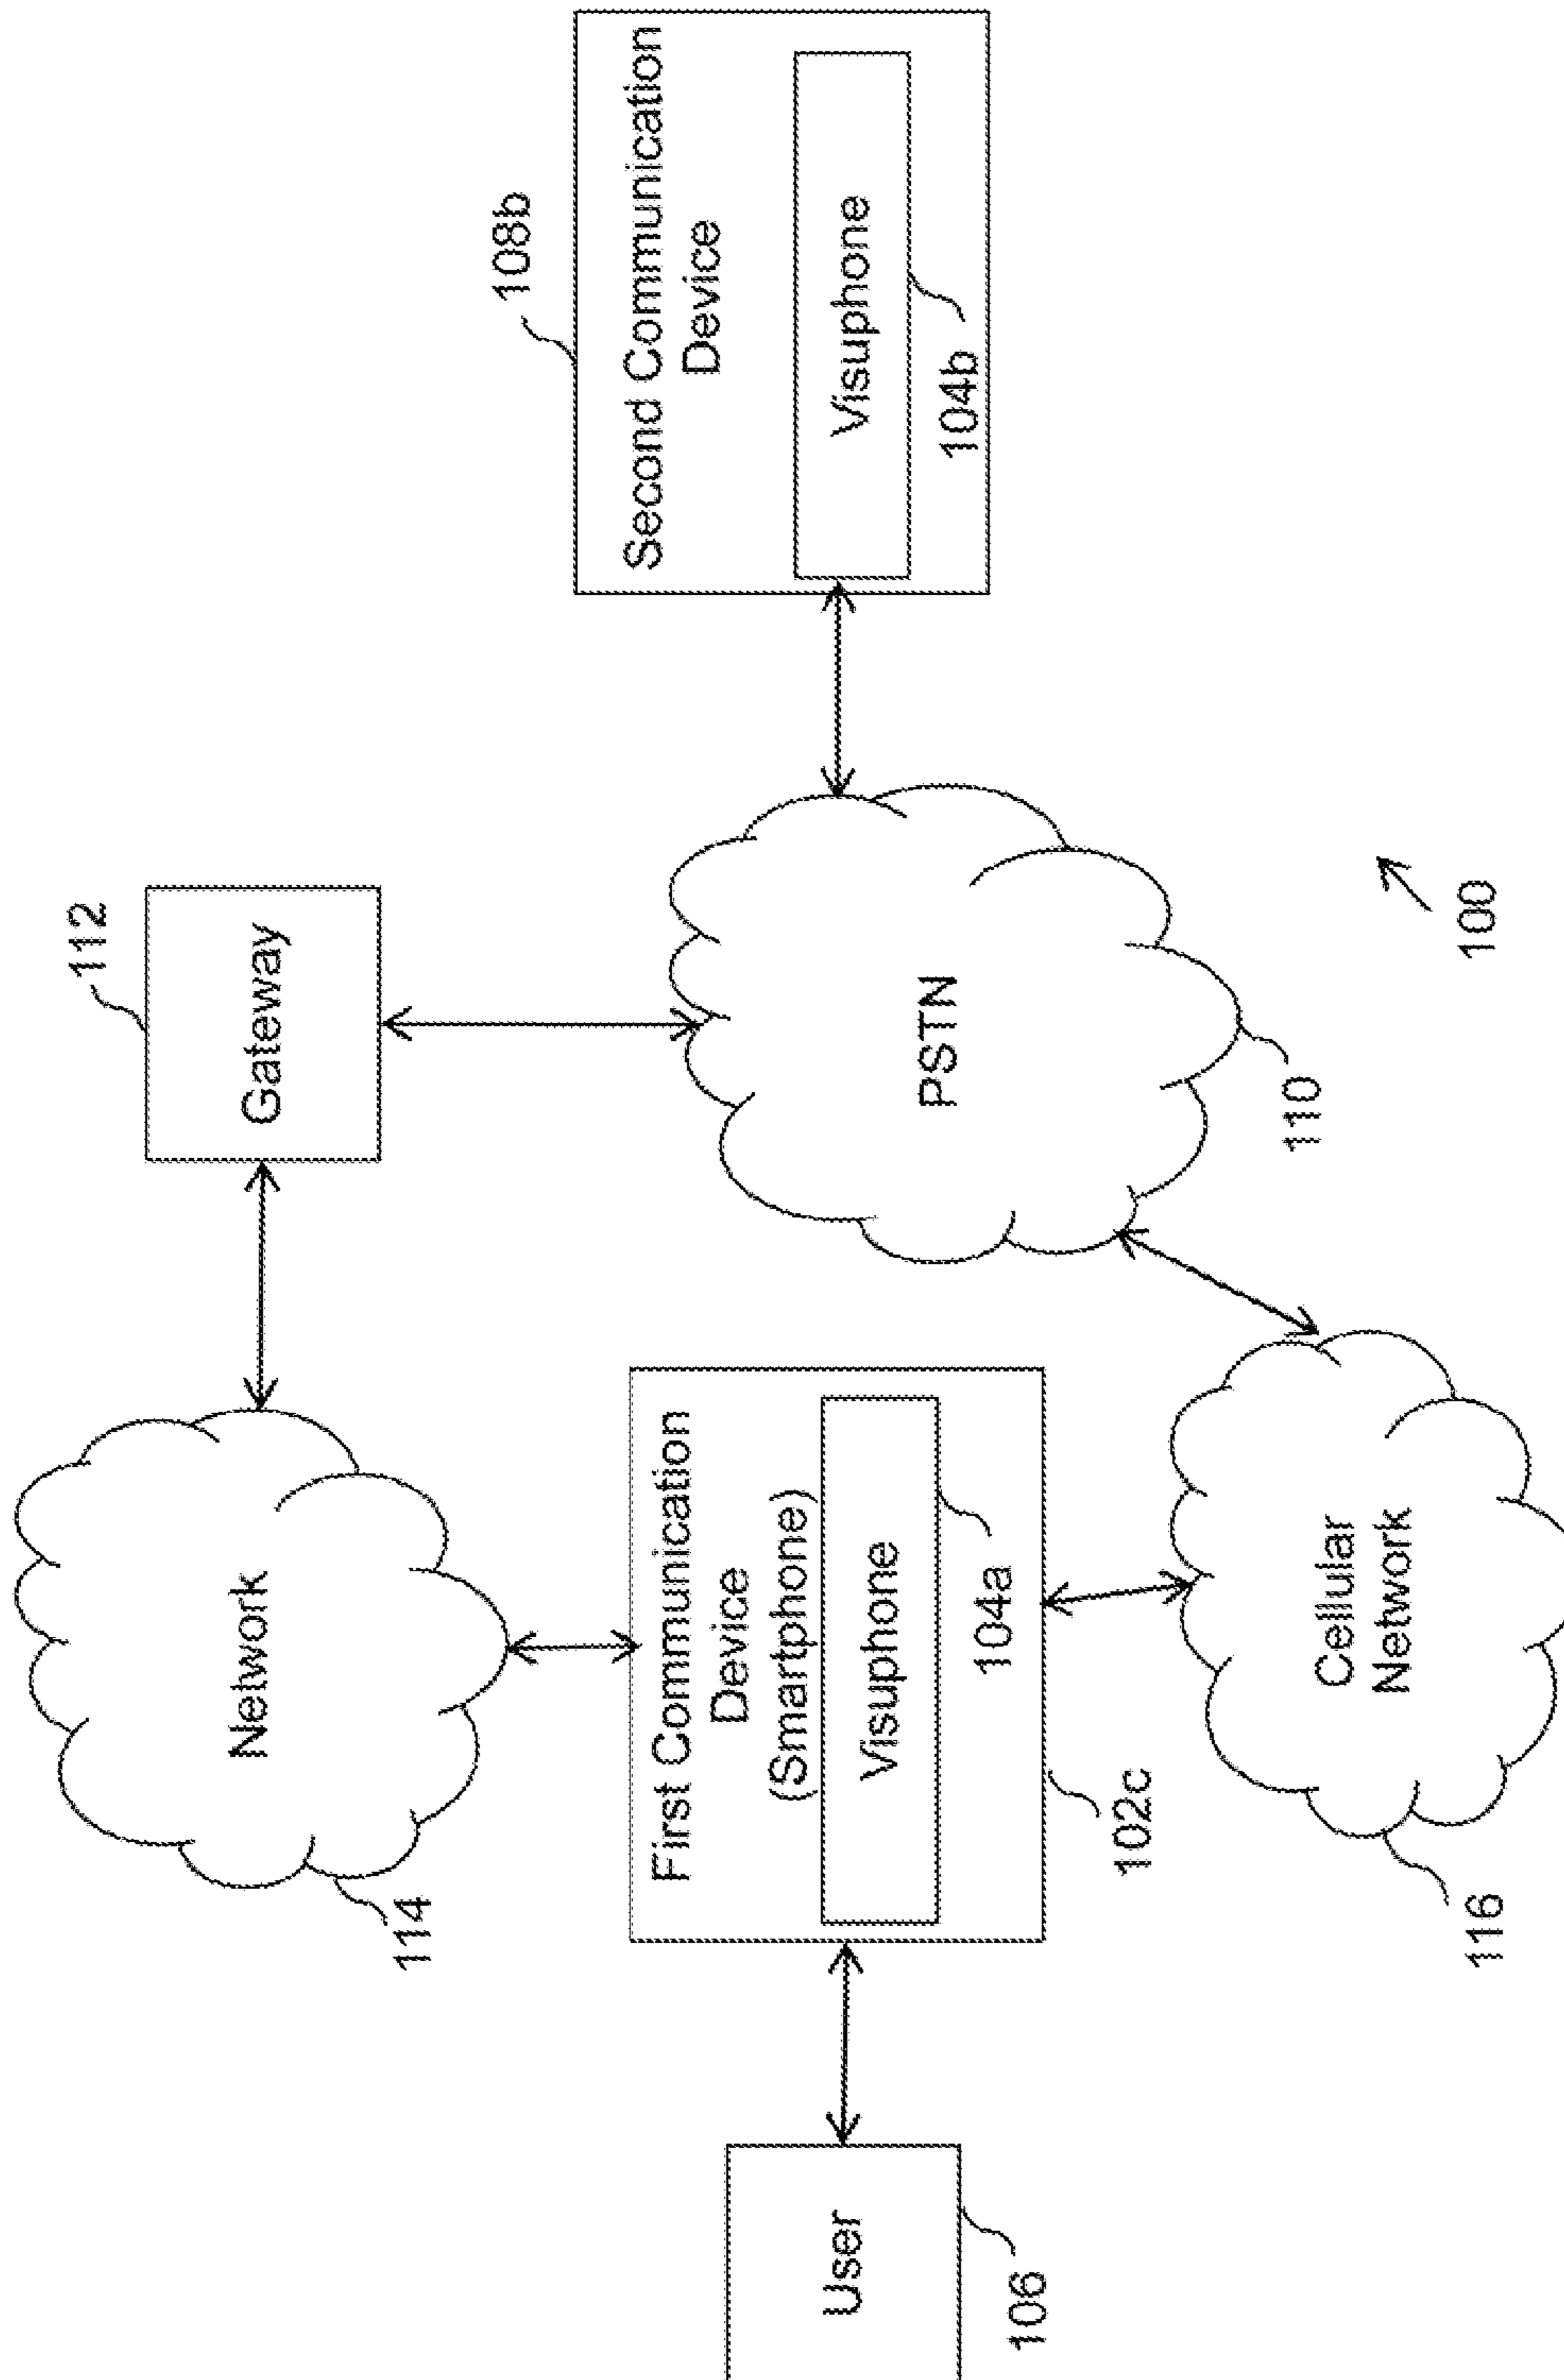 112
Gateway
108b
Second Communication
Device
Visuphone
104b
Network
114
PSTN
110
100
User
106
First Communication
Device
(Smartphone)
Visuphone
104a
102c
Cellular
Network
116